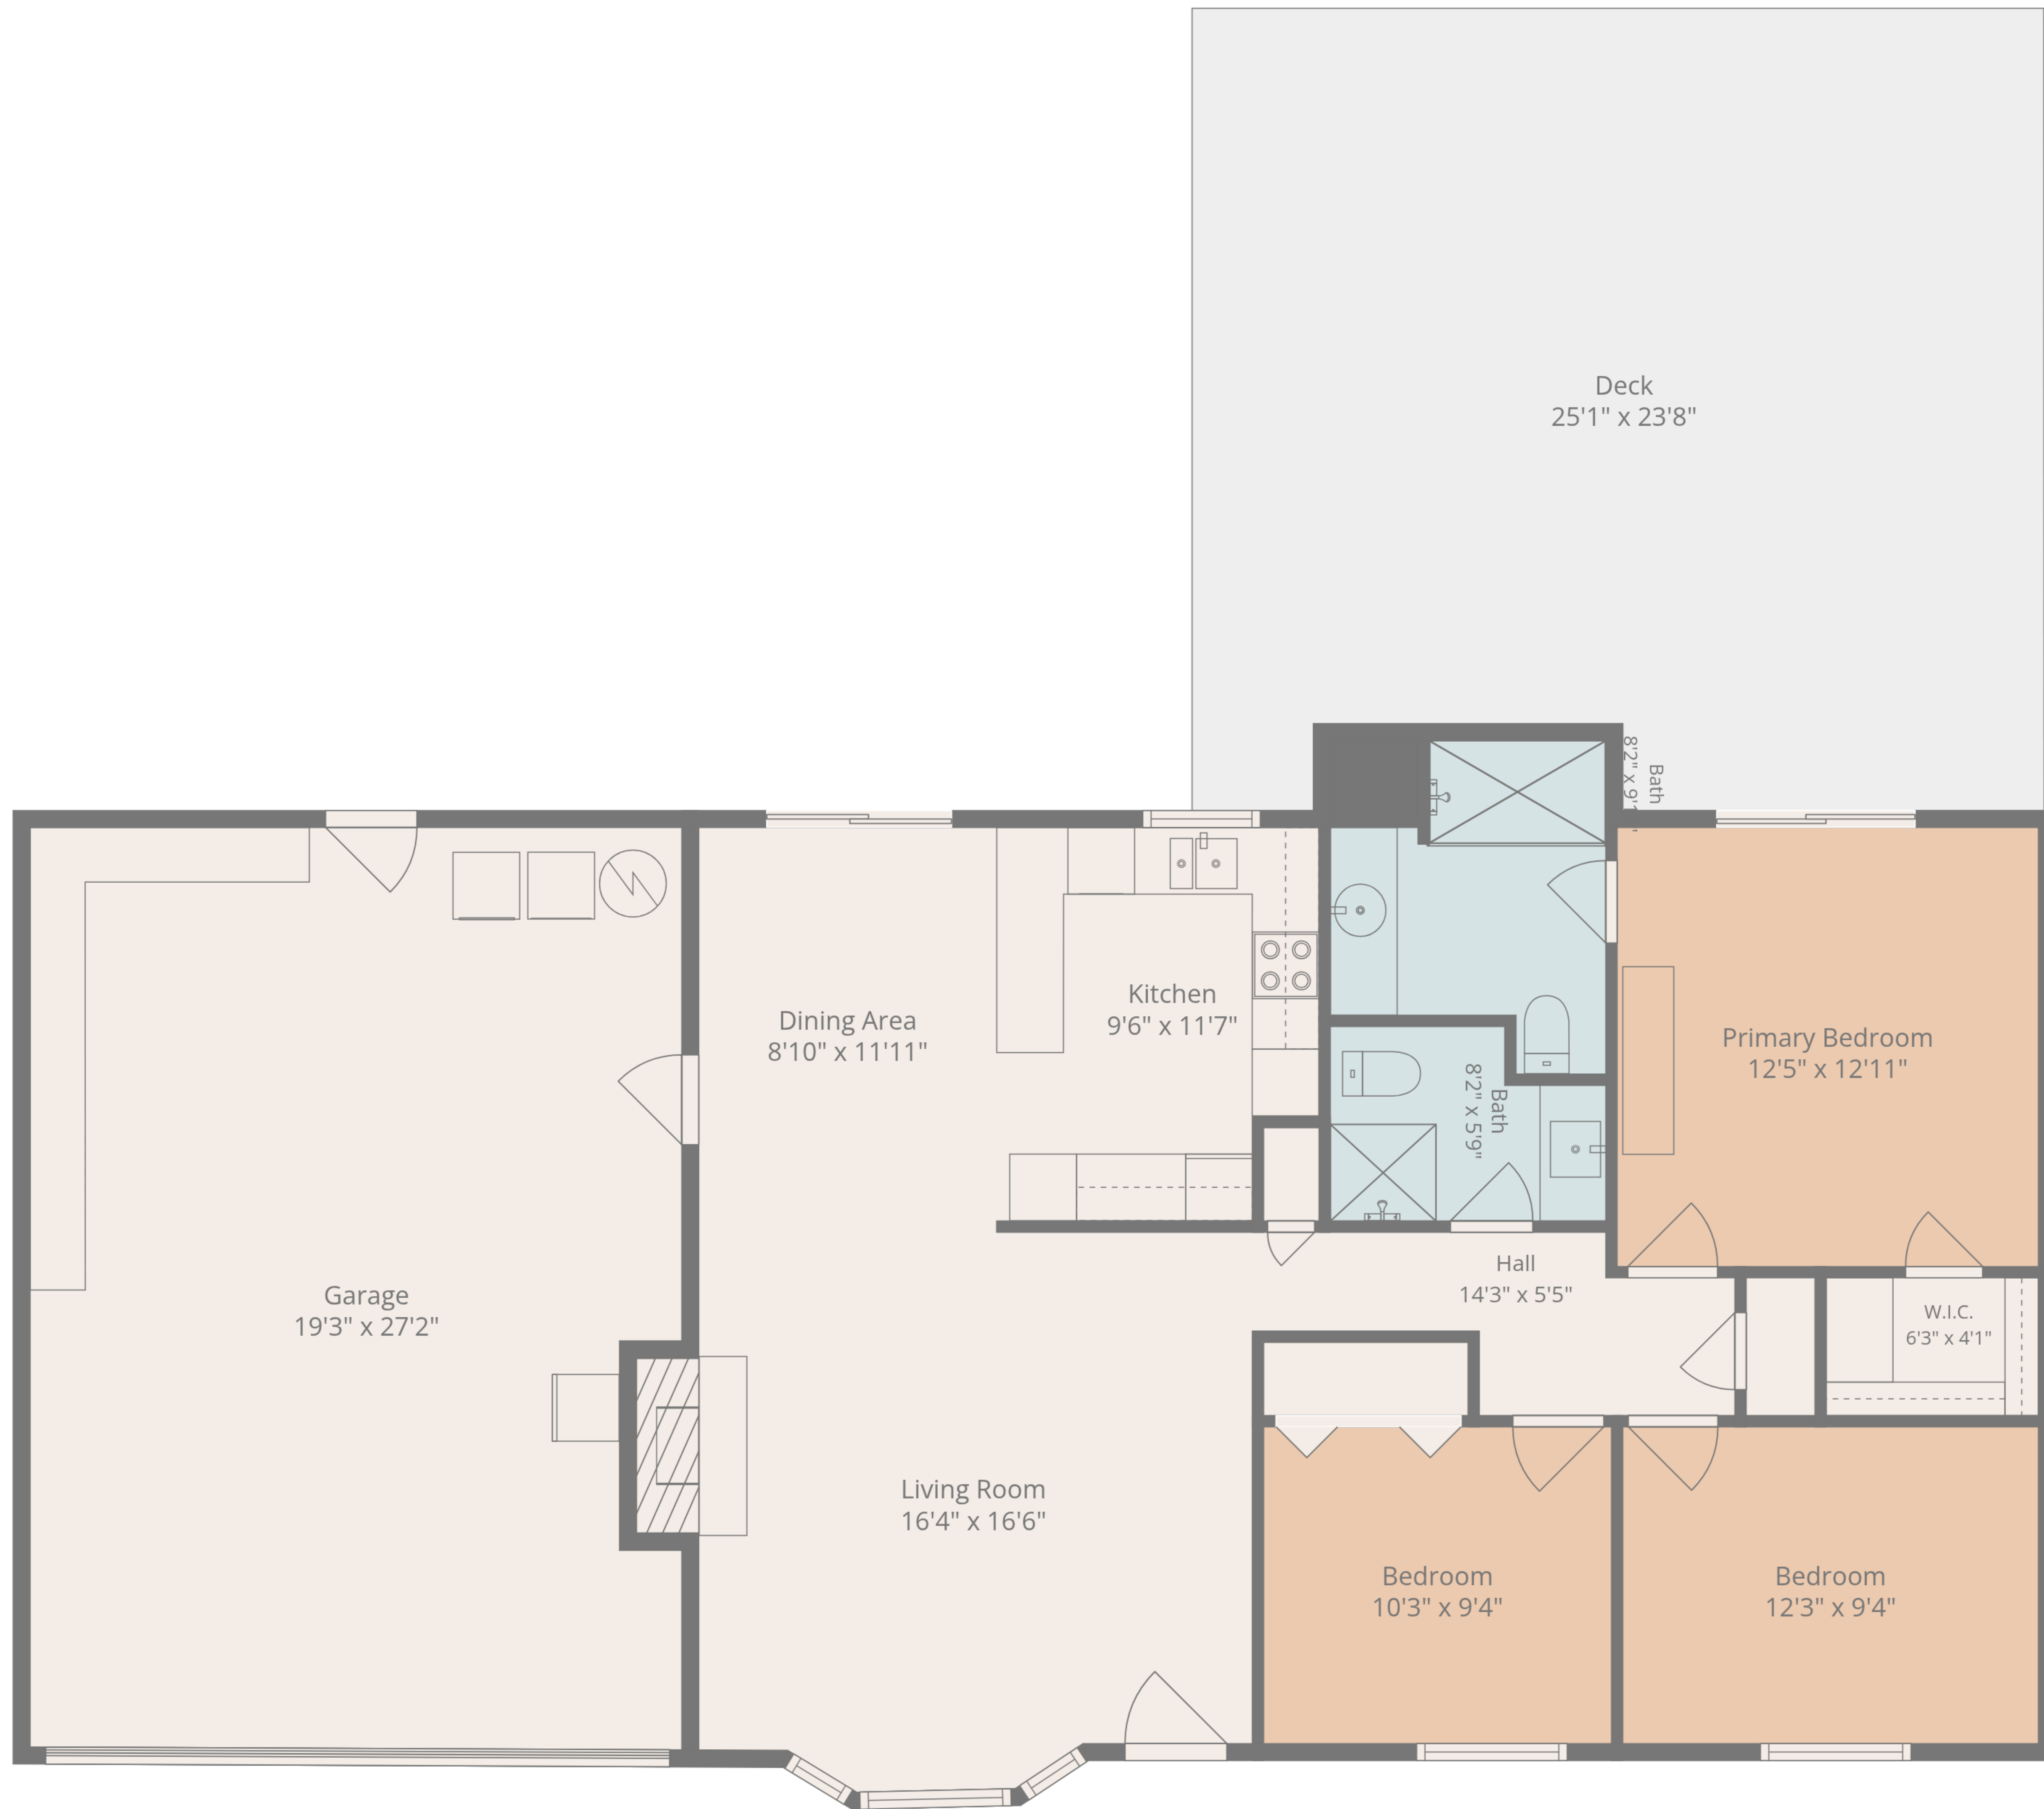 Deck
25'1" x 23'8"
Bath
8'2" x 9'
Kitchen
9'6" x 11'7"
Dining Area
8'10" x 11'11"
Primary Bedroom
12'5" x 12'11"
Bath
8'2" x 5'9"
Hall
14'3" x 5'5"
W.I.C.
6'3" x 4'1"
Garage
19'3" x 27'2"
Living Room
16'4" x 16'6"
Bedroom
10'3" x 9'4"
Bedroom
12'3" x 9'4"